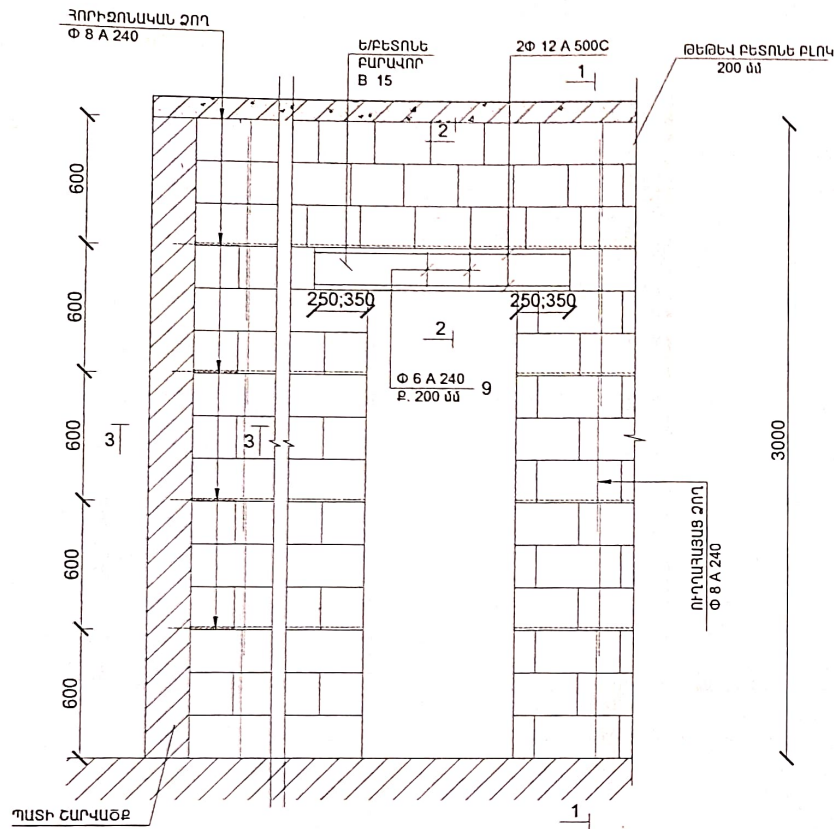 ՀՈՐԻԶՈՆԱԿԱՆ ՁՈՂ
Φ 8 A 240
Ե/ԲԵՏՈՆԵ
ԲԱՐԱՎՈՐ
B 15
2Φ 12 A 500C
1
ԹԵԹԵՎ ԲԵՏՈՆԵ ԲԼՈԿ
200 մմ
2
600
600
250;350
250;350
2
Φ 6 A 240
Ք. 200 մմ
9
600
3
3
3000
ՈՒՂՂԱՀԱՅԱՑ ՁՈՂ
Φ 8 A 240
600
600
ՊԱՏԻ ՇԱՐՎԱԾՔ
1